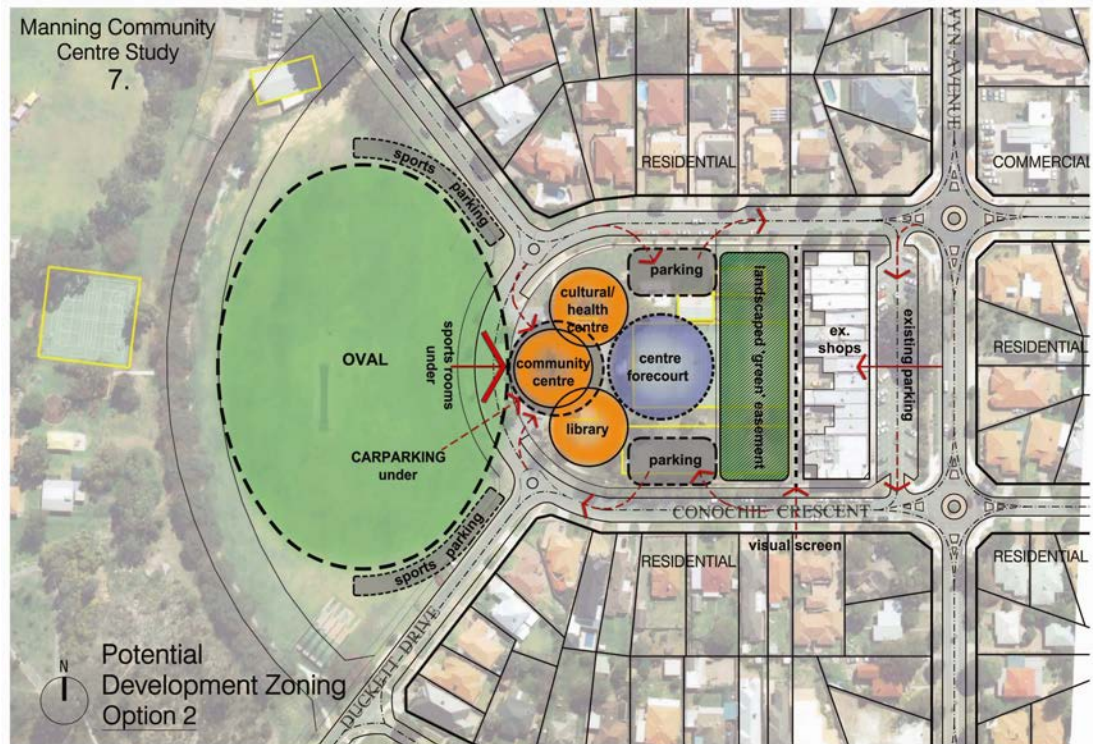 Manning Community
Centre Study
7.
sports parking
RESIDENTIAL
WN AVENUE
COMMERCIAL
parking
cultural/
health
centre
landscaped 'green' easement
ex.
shops
existing parking
RESIDENTIAL
OVAL
sports rooms
under
community
centre
centre
forecourt
library
CARPARKING
under
parking
CONOCHIE CRESCENT
visual screen
sports parking
RESIDENTIAL
RESIDENTIAL
DUCKETT DRIVE
N
Potential
Development Zoning
Option 2